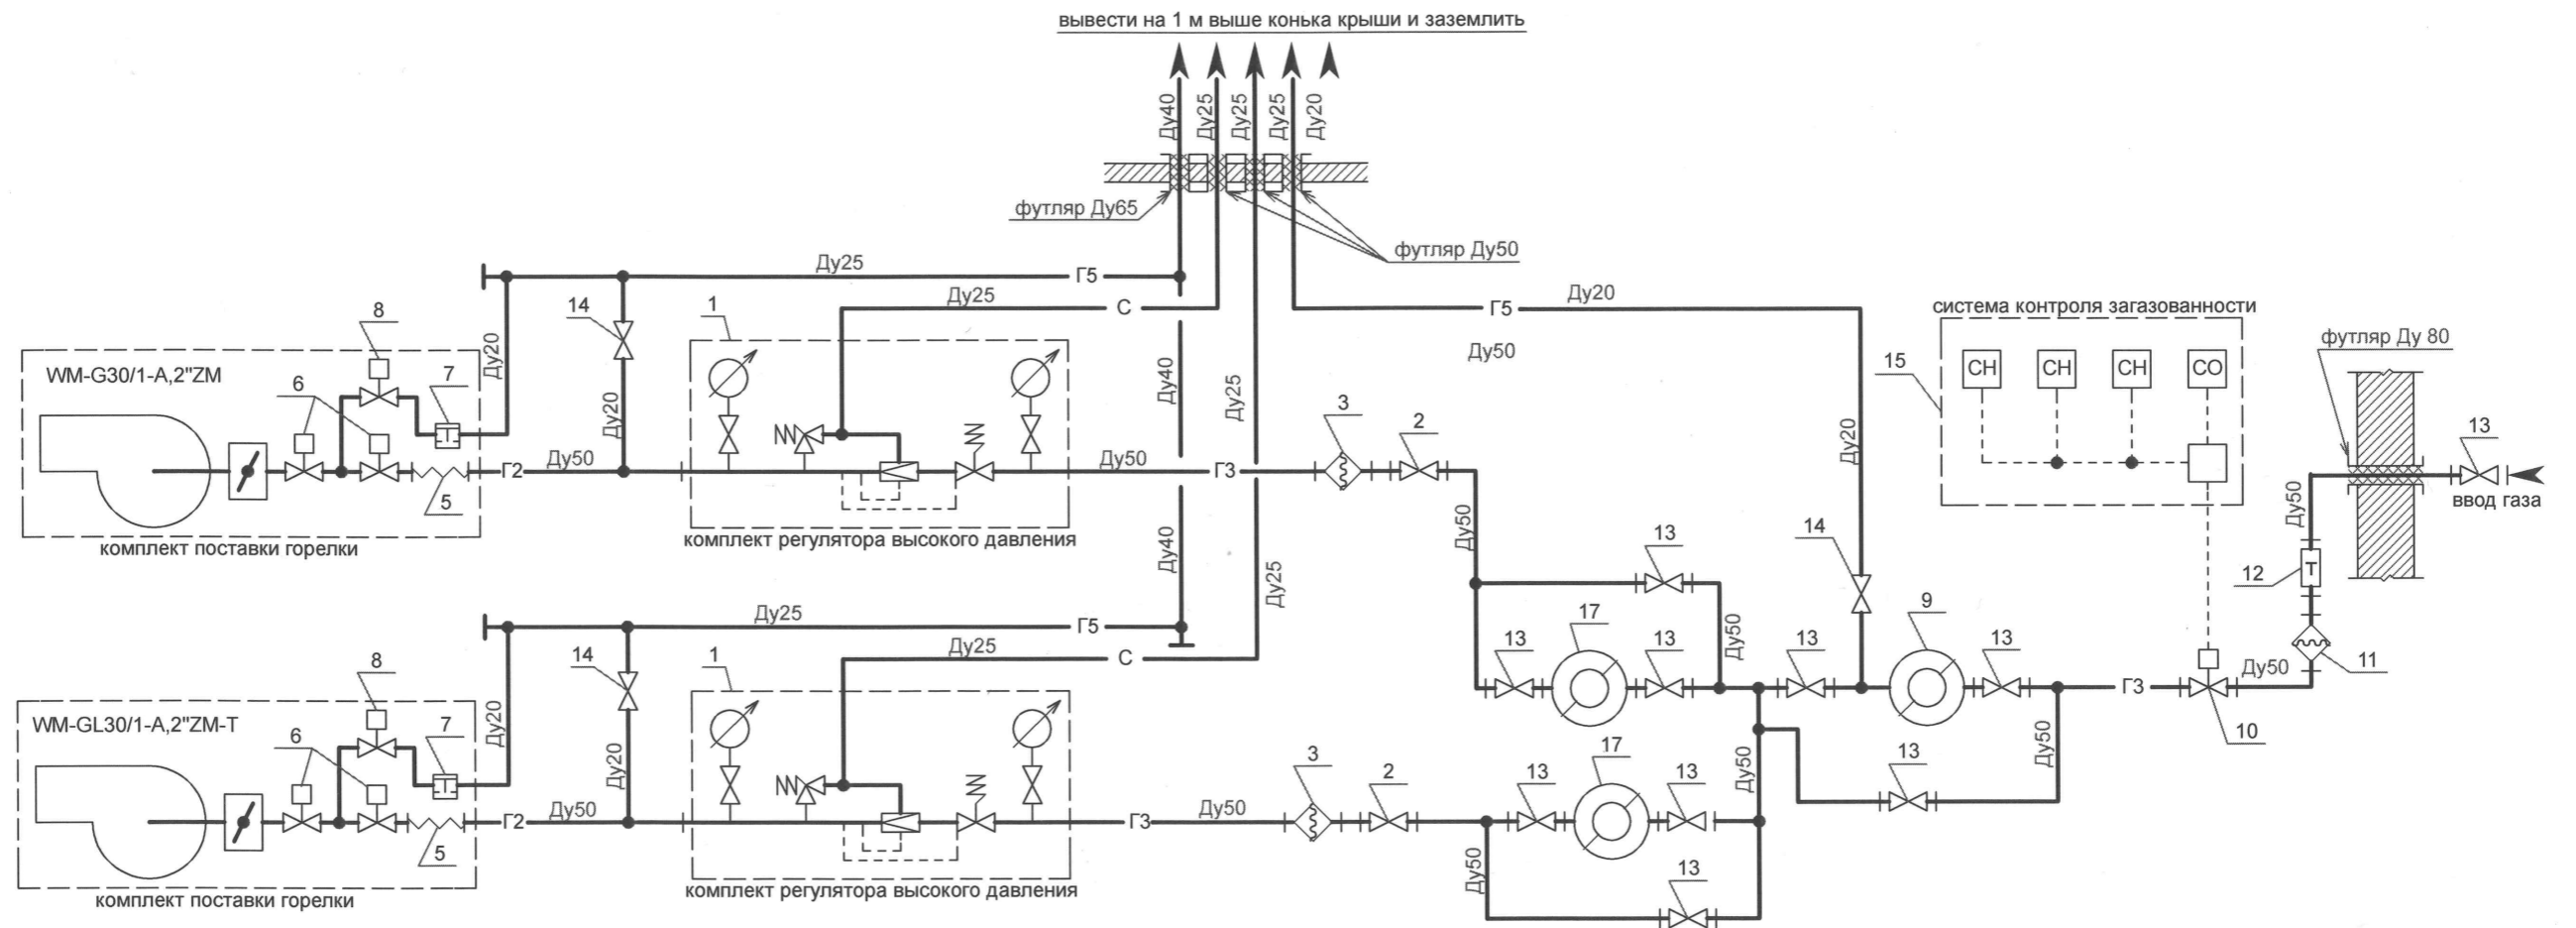 вывести на 1 м выше конька крыши и заземлить
Ду40
Ду25
Ду25
Ду25
Ду20
футляр Ду65
футляр Ду50
Ду25
Г5
Ду25
С
Г5
Ду20
Ду50
система контроля загазованности
футляр Ду 80
15
СН
СН
СН
СО
13
ввод газа
8
14
1
WM-G30/1-A,2"ZM
6
7
Ду20
Ду20
5
Г2
Ду50
комплект поставки горелки
комплект регулятора высокого давления
Ду50
Г3
Ду40
Ду25
3
2
Ду50
Ду20
14
Ду50
12
11
Ду40
Ду25
13
Ду25
Г5
Ду25
С
13
17
13
Ду50
13
9
13
Г3
Ду50
10
8
14
1
WM-GL30/1-A,2"ZM-T
6
7
Ду20
Ду20
5
Г2
Ду50
комплект поставки горелки
комплект регулятора высокого давления
Г3
Ду50
3
2
13
17
13
Ду50
13
Ду50
Ду50
13